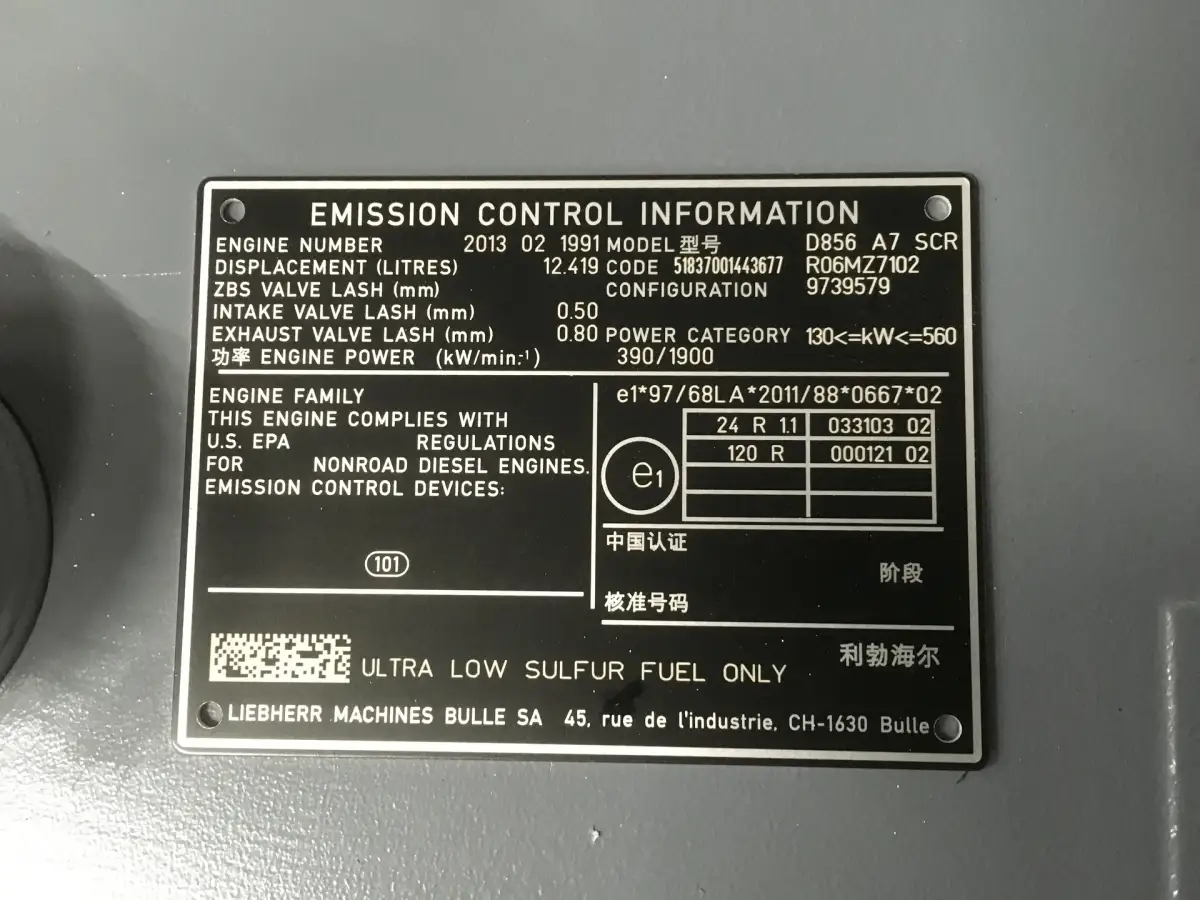 EMISSION CONTROL INFORMATION
ENGINE NUMBER 2013 02 1991 MODEL 型号 D856 A7 SCR
DISPLACEMENT (LITRES) 12.419 CODE 51837001443677 R06MZ7102
ZBS VALVE LASH (mm) CONFIGURATION 9739579
INTAKE VALVE LASH (mm) 0.50
EXHAUST VALVE LASH (mm) 0.80 POWER CATEGORY 130<=kW<=560
功率 ENGINE POWER (kW/min.-¹) 390/1900
ENGINE FAMILY
THIS ENGINE COMPLIES WITH
U.S. EPA REGULATIONS
FOR NONROAD DIESEL ENGINES.
EMISSION CONTROL DEVICES:
101
e1*97/68LA*2011/88*0667*02
24 R 1.1 033103 02
120 R 000121 02
e1
中国认证
阶段
核准号码
利勃海尔
ULTRA LOW SULFUR FUEL ONLY
LIEBHERR MACHINES BULLE SA 45, rue de l'industrie, CH-1630 Bulle